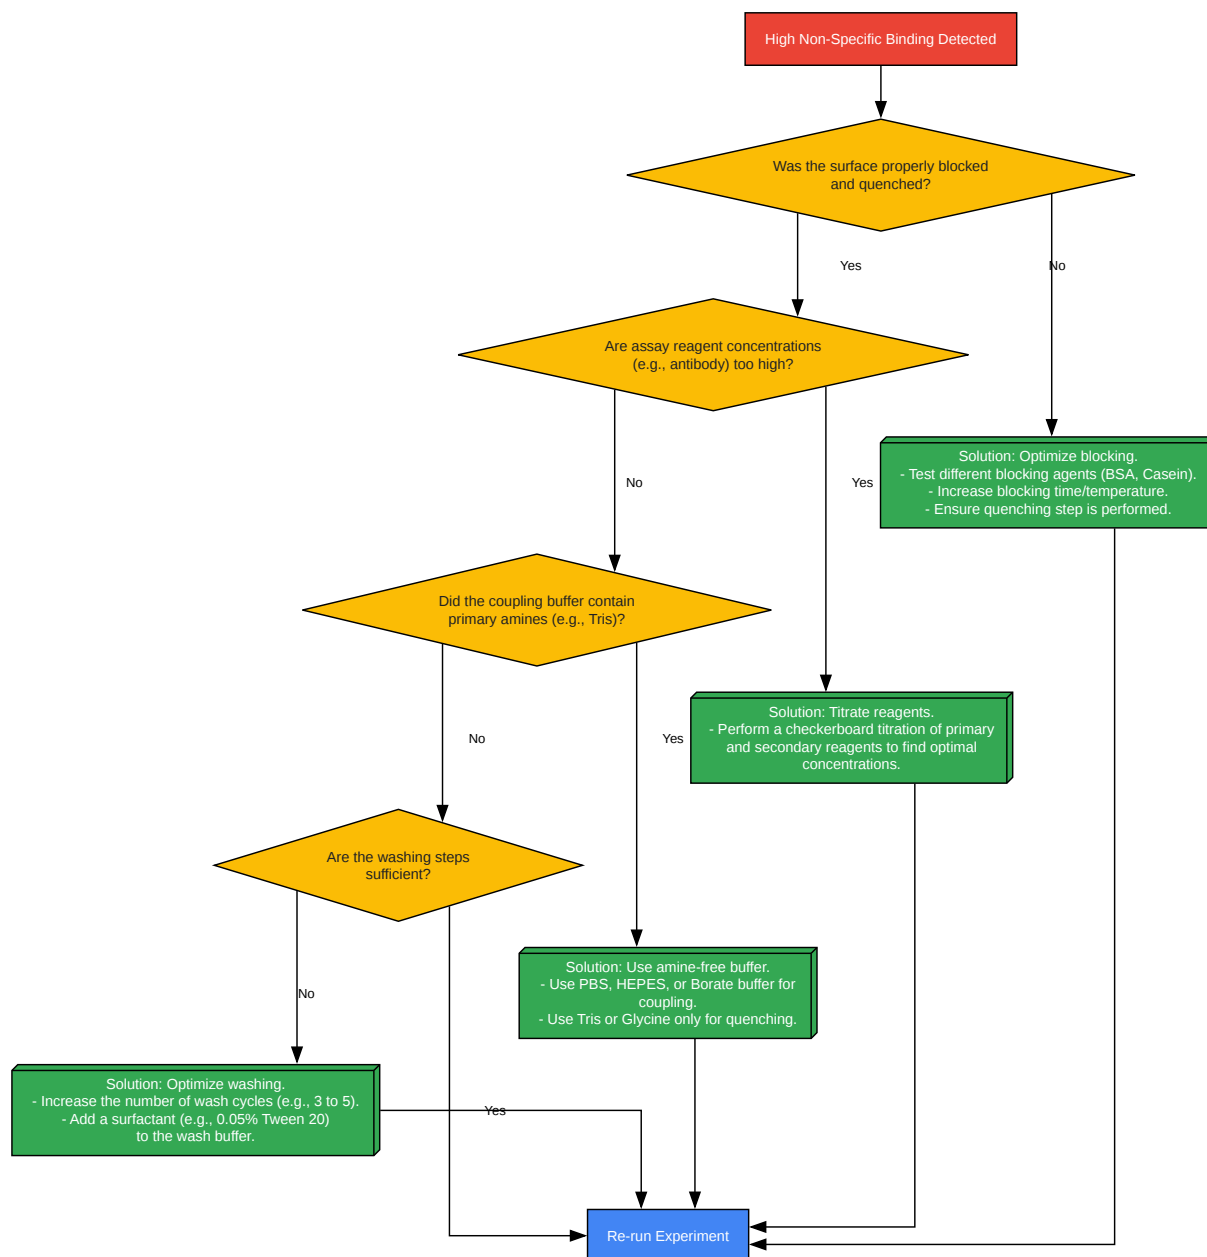 High Non-Specific Binding Detected
Was the surface properly blocked
and quenched?
Yes
No
Are assay reagent concentrations
(e.g., antibody) too high?
Solution: Optimize blocking.
- Test different blocking agents (BSA, Casein).
- Increase blocking time/temperature.
- Ensure quenching step is performed.
No
Yes
Did the coupling buffer contain
primary amines (e.g., Tris)?
Solution: Titrate reagents.
- Perform a checkerboard titration of primary
and secondary reagents to find optimal
concentrations.
No
Yes
Are the washing steps
sufficient?
Solution: Use amine-free buffer.
- Use PBS, HEPES, or Borate buffer for
coupling.
- Use Tris or Glycine only for quenching.
No
Solution: Optimize washing.
- Increase the number of wash cycles (e.g., 3 to 5).
- Add a surfactant (e.g., 0.05% Tween 20)
to the wash buffer.
Yes
Re-run Experiment